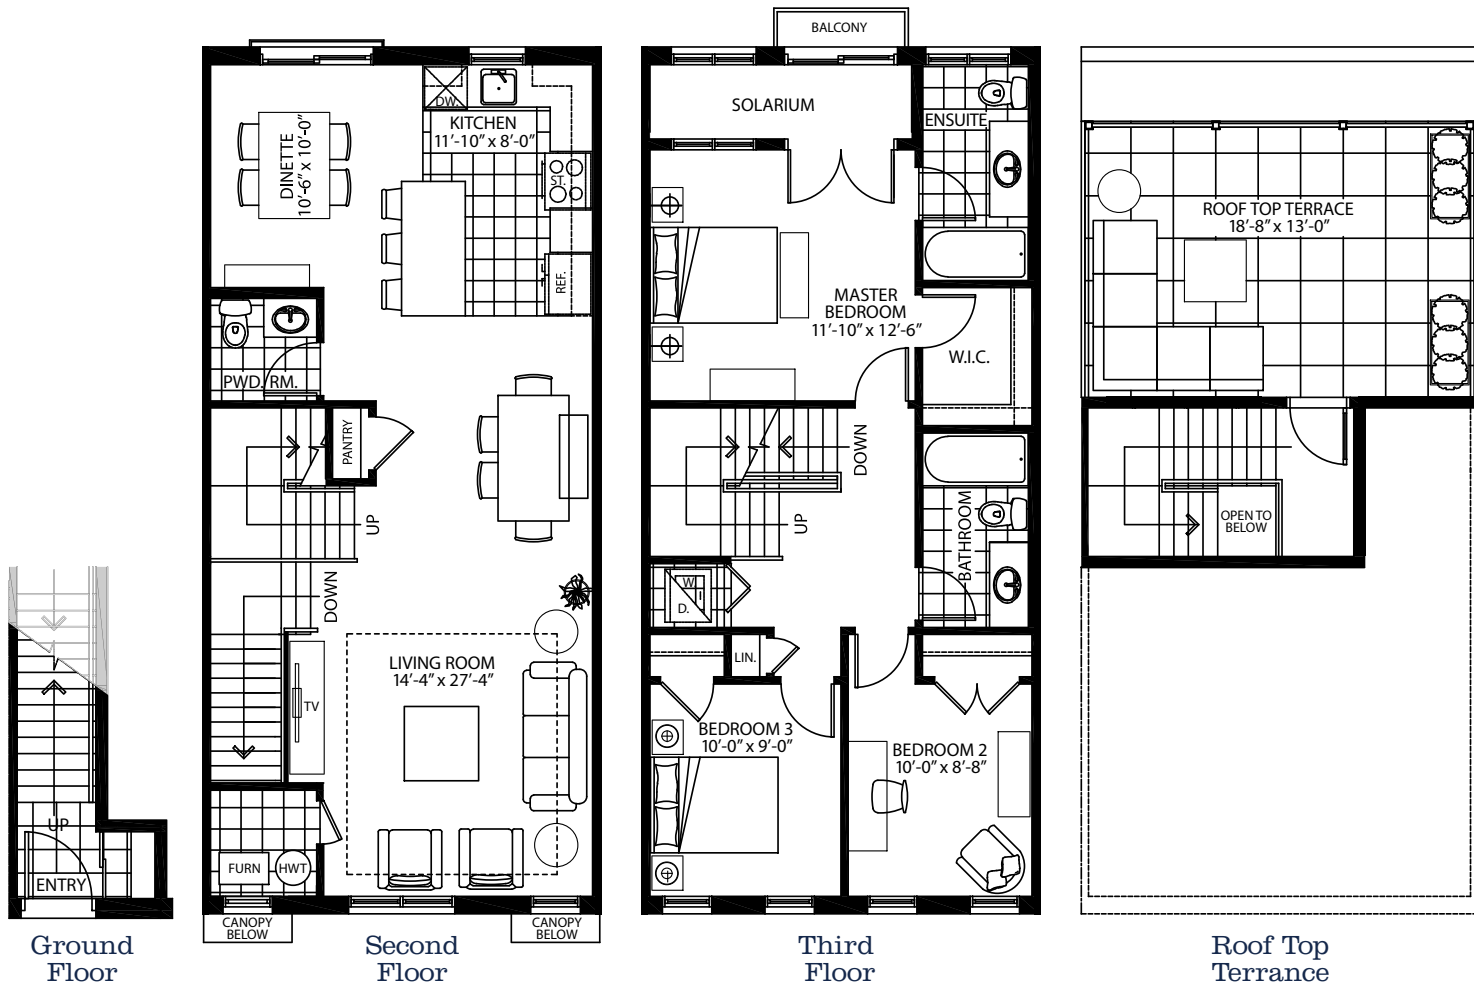 UP
ENTRY
Ground
Floor
DW.
KITCHEN
11'-10" x 8'-0"
DINETTE
10'-6" x 10'-0"
ST.
REF.
PWD. RM.
PANTRY
UP
DOWN
LIVING ROOM
14'-4" x 27'-4"
TV
FURN
HWT
CANOPY
BELOW
CANOPY
BELOW
Second
Floor
BALCONY
SOLARIUM
ENSUITE
MASTER
BEDROOM
11'-10" x 12'-6"
W.I.C.
DOWN
UP
BATHROOM
W.
D.
LIN.
BEDROOM 3
10'-0" x 9'-0"
BEDROOM 2
10'-0" x 8'-8"
Third
Floor
ROOF TOP TERRACE
18'-8" x 13'-0"
OPEN TO
BELOW
Roof Top
Terrance